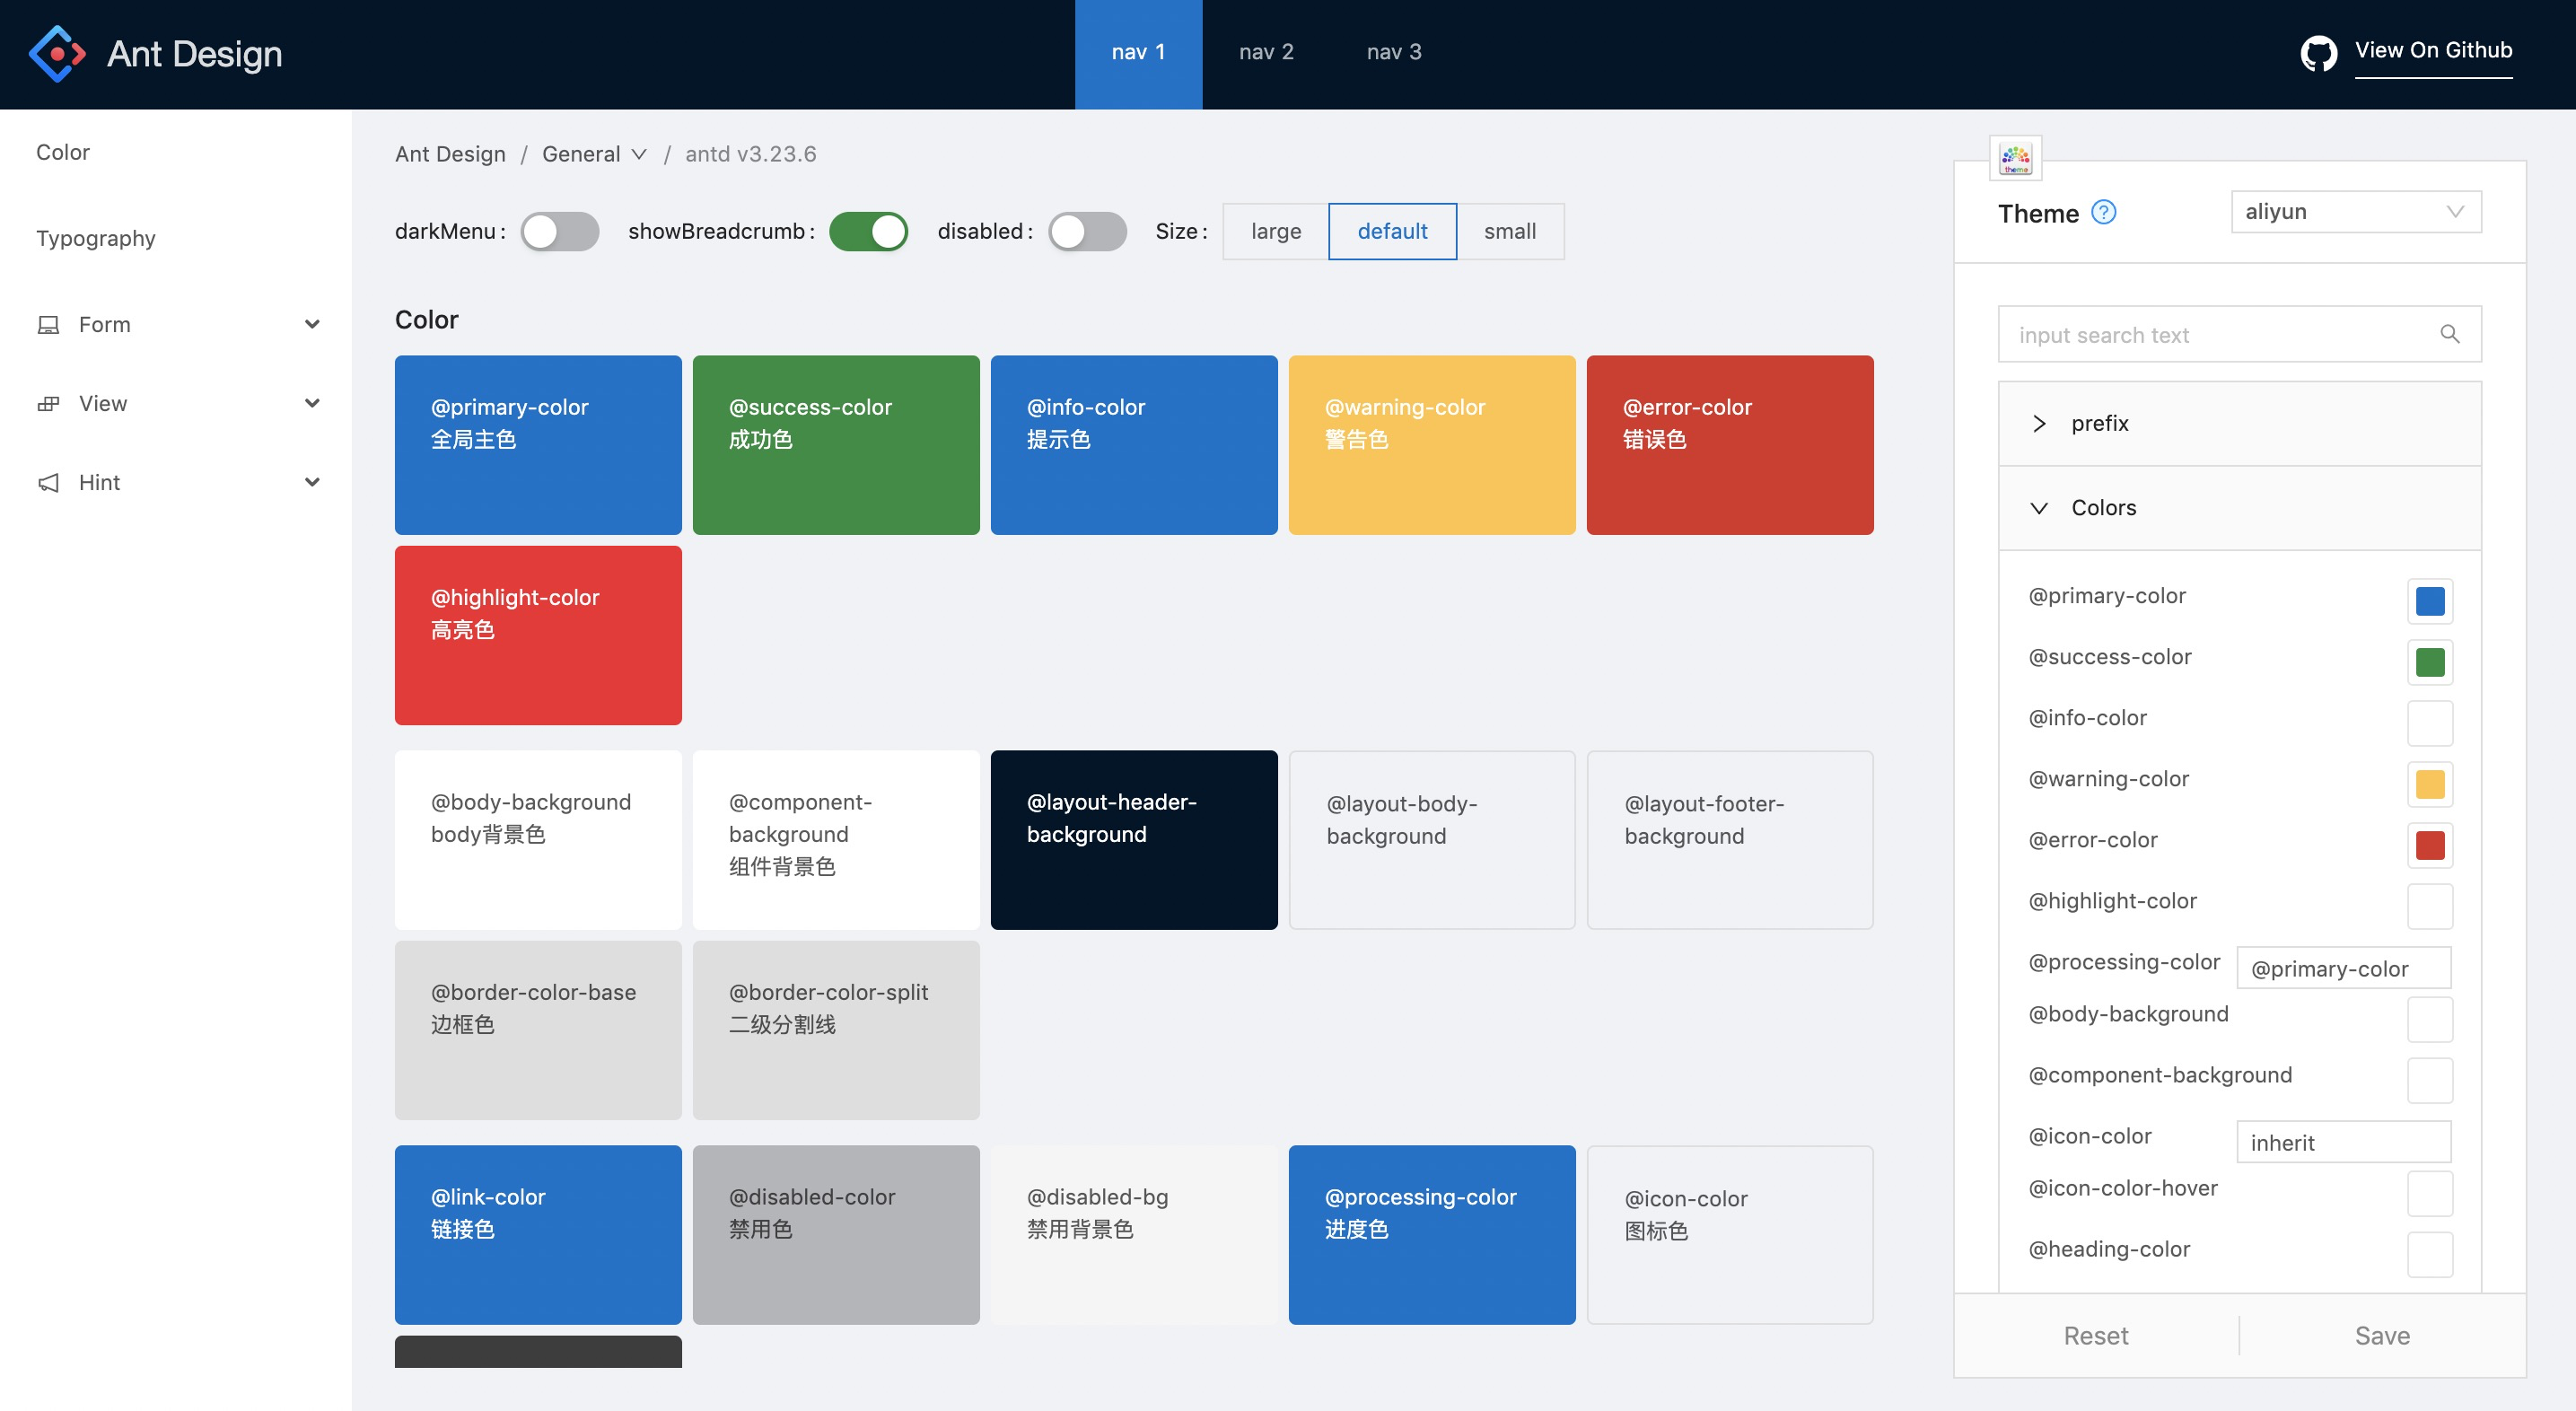 Ant Design
nav 1
nav 2
nav 3
View On Github
Color
Typography
Form
View
Hint
Ant Design / General / antd v3.23.6
darkMenu :
showBreadcrumb :
disabled :
Size :
large
default
small
Color
@primary-color
全局主色
@success-color
成功色
@info-color
提示色
@warning-color
警告色
@error-color
错误色
@highlight-color
高亮色
@body-background
body背景色
@component-
background
组件背景色
@layout-header-
background
@layout-body-
background
@layout-footer-
background
@border-color-base
边框色
@border-color-split
二级分割线
@link-color
链接色
@disabled-color
禁用色
@disabled-bg
禁用背景色
@processing-color
进度色
@icon-color
图标色
theme
Theme
?
aliyun
input search text
prefix
Colors
@primary-color
@success-color
@info-color
@warning-color
@error-color
@highlight-color
@processing-color
@primary-color
@body-background
@component-background
@icon-color
inherit
@icon-color-hover
@heading-color
Reset
Save